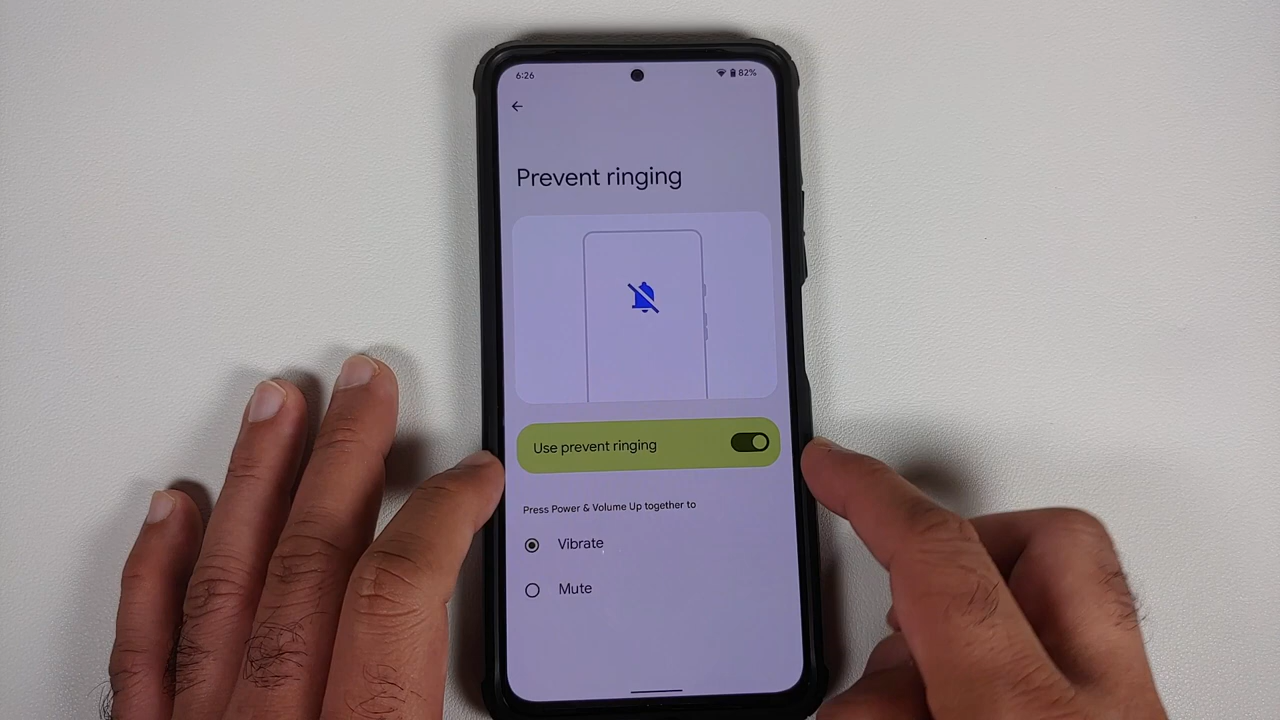 6:26
82%
Prevent ringing
Use prevent ringing
Press Power & Volume Up together to
Vibrate
Mute